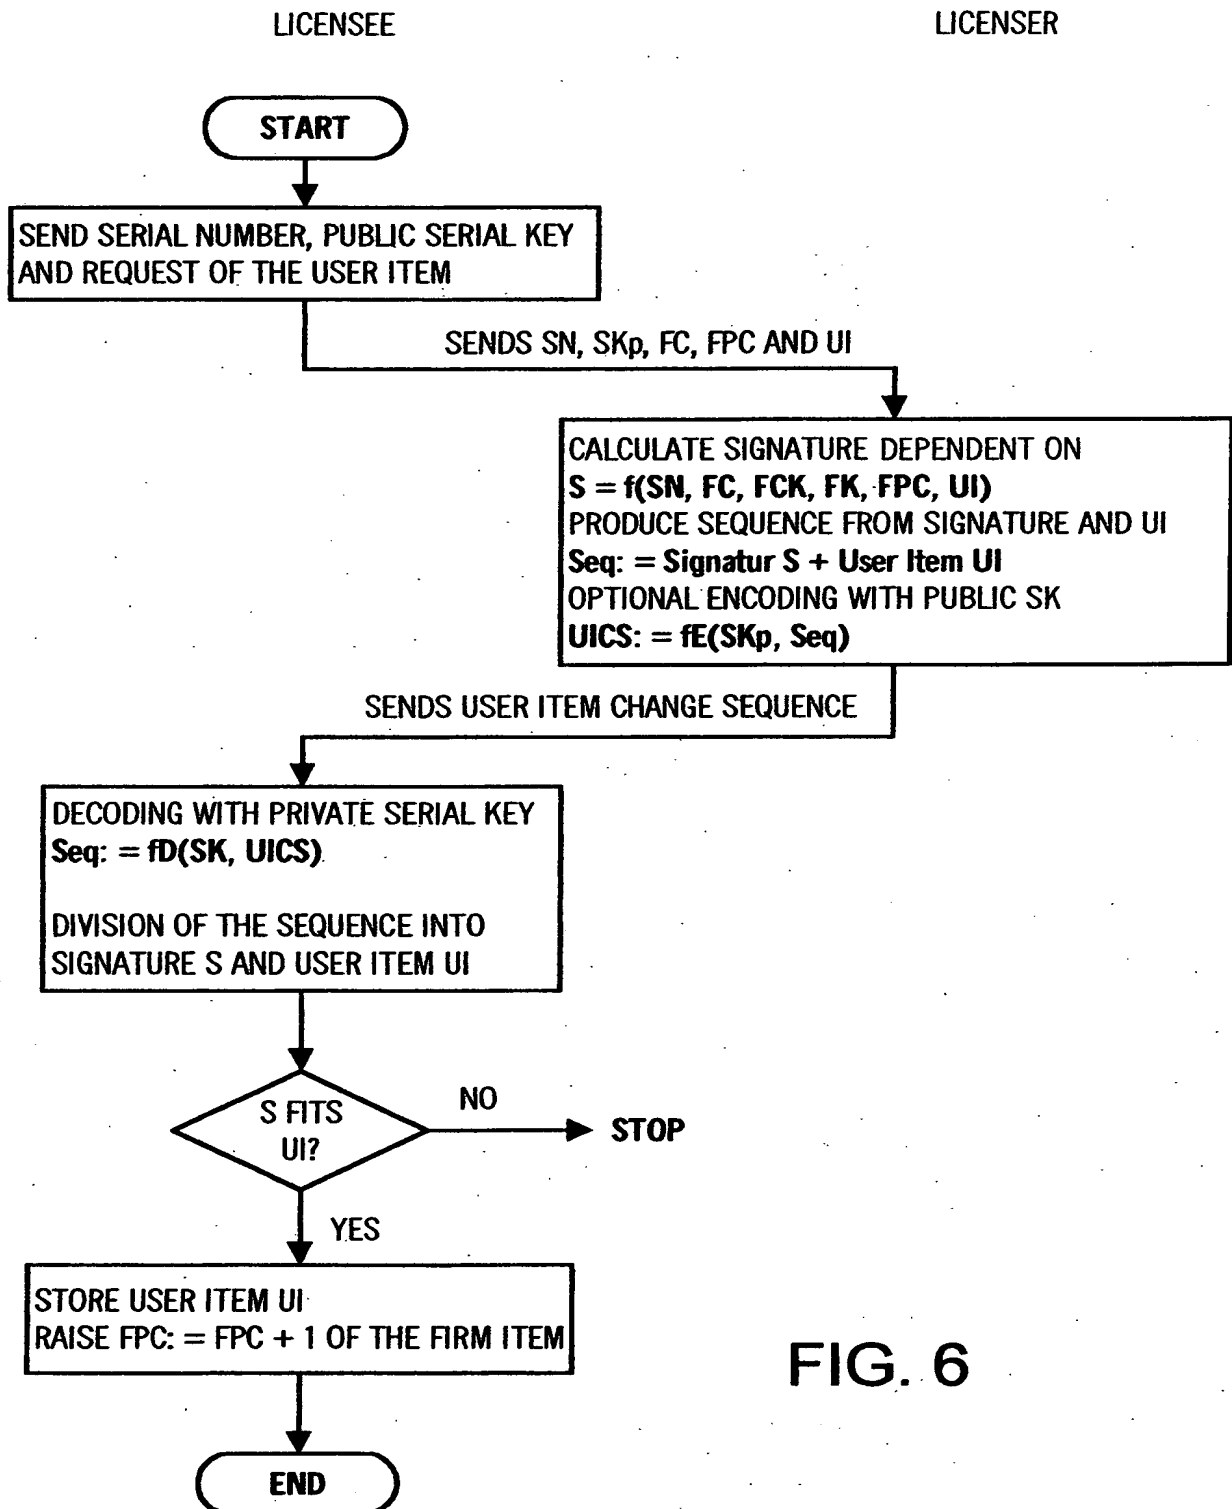 LICENSEE
LICENSER
START
SEND SERIAL NUMBER, PUBLIC SERIAL KEY
AND REQUEST OF THE USER ITEM
SENDS SN, SKp, FC, FPC AND UI
CALCULATE SIGNATURE DEPENDENT ON
S = f(SN, FC, FCK, FK, FPC, UI)
PRODUCE SEQUENCE FROM SIGNATURE AND UI
Seq: = Signatur S + User Item UI
OPTIONAL ENCODING WITH PUBLIC SK
UICS: = fE(SKp, Seq)
SENDS USER ITEM CHANGE SEQUENCE
DECODING WITH PRIVATE SERIAL KEY
Seq: = fD(SK, UICS)
DIVISION OF THE SEQUENCE INTO
SIGNATURE S AND USER ITEM UI
S FITS
UI?
NO
STOP
YES
STORE USER ITEM UI
RAISE FPC: = FPC + 1 OF THE FIRM ITEM
END
FIG. 6